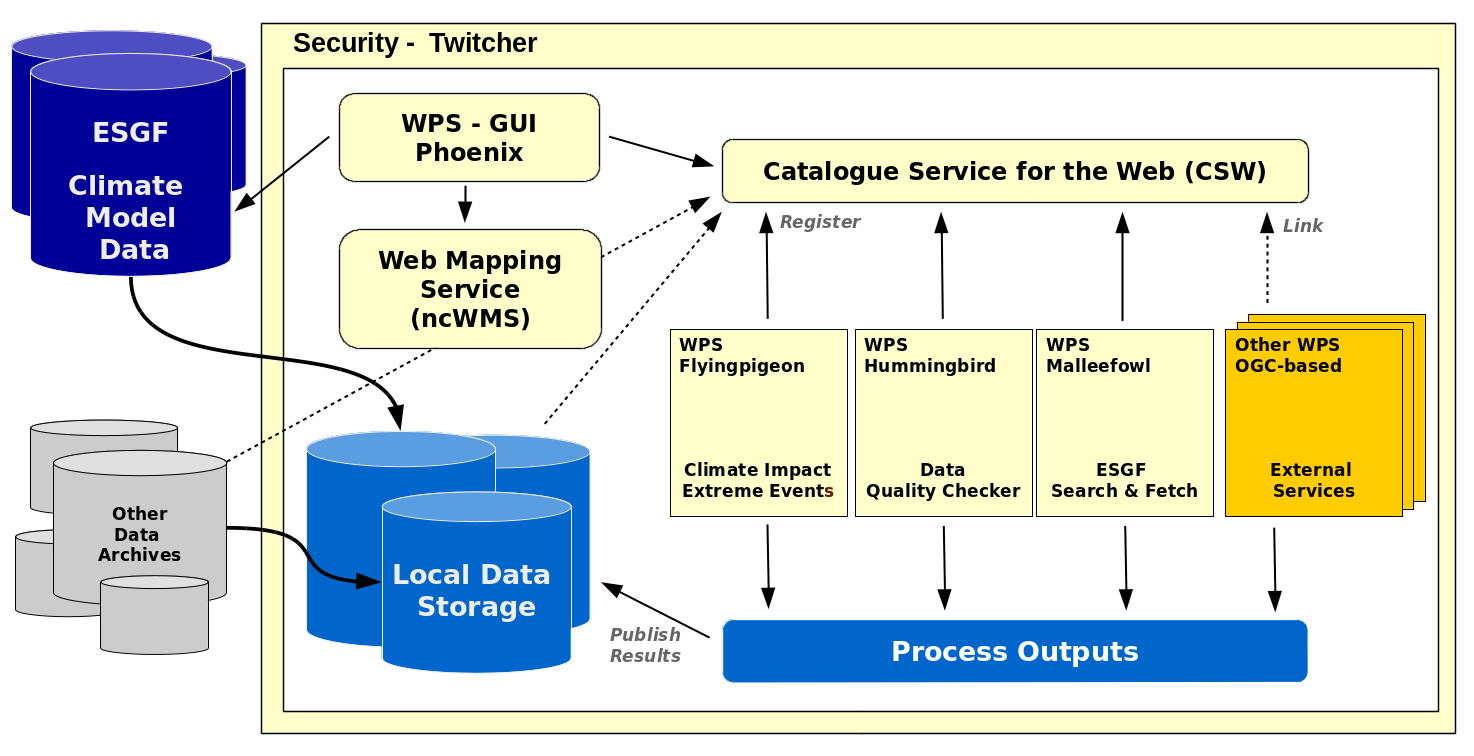 Security - Twitcher
ESGF
Climate
Model
Data
WPS - GUI
Phoenix
Catalogue Service for the Web (CSW)
Register
Link
Web Mapping
Service
(ncWMS)
WPS
Flyingpigeon
Climate Impact
Extreme Events
WPS
Hummingbird
Data
Quality Checker
WPS
Malleefowl
ESGF
Search & Fetch
Other WPS
OGC-based
External
Services
Other
Data
Archives
Local Data
Storage
Publish
Results
Process Outputs